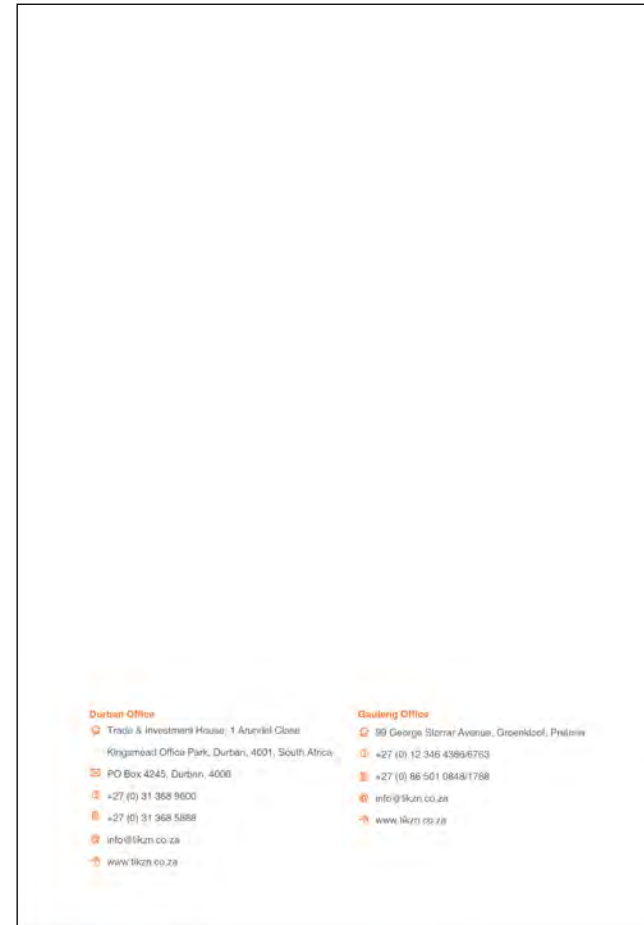 Durban Office
Trade & Investment House, 1 Arundel Close
Kingsmead Office Park, Durban, 4001, South Africa
PO Box 4245, Durban, 4000
+27 (0) 31 368 9600
+27 (0) 31 368 5888
info@tikzn.co.za
www.tikzn.co.za
Gauteng Office
99 George Storrar Avenue, Groenkloof, Pretoria
+27 (0) 12 346 4386/6763
+27 (0) 86 501 0848/1788
info@tikzn.co.za
www.tikzn.co.za